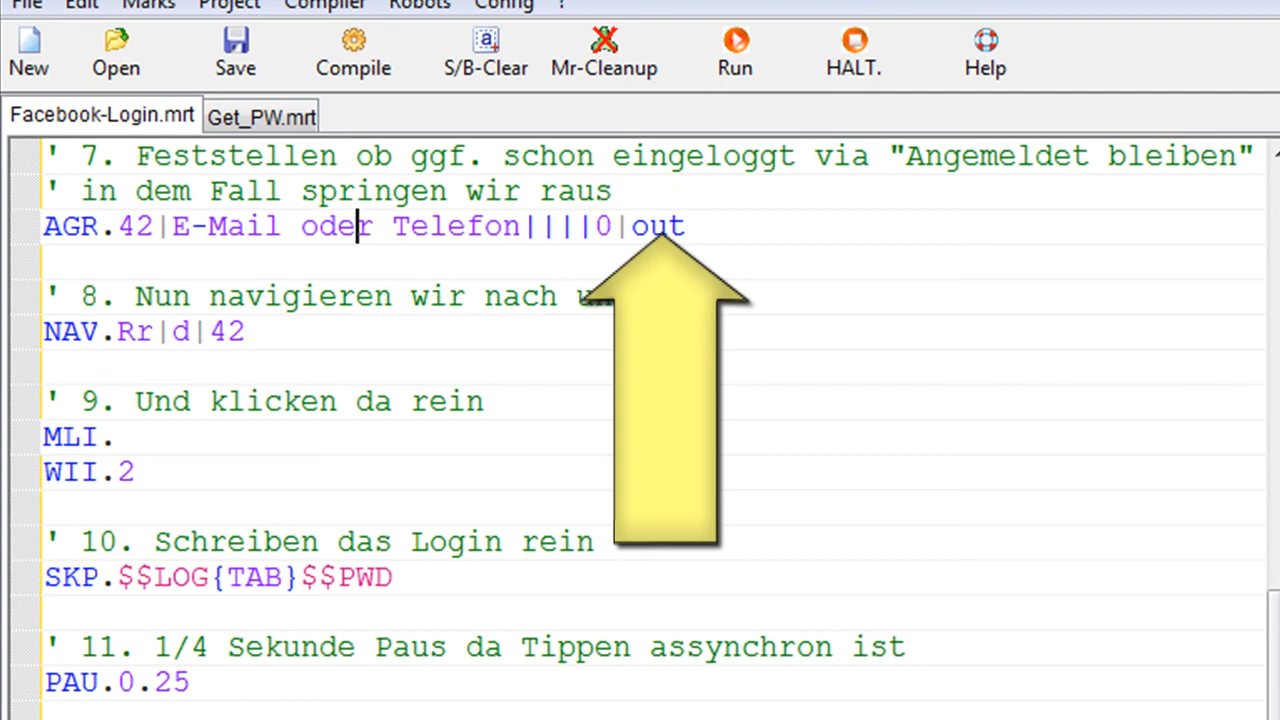 File Edit Marks Project Compiler Robots Config ?
New Open Save Compile S/B-Clear Mr-Cleanup Run HALT. Help
Facebook-Login.mrt Get_PW.mrt
' 7. Feststellen ob ggf. schon eingeloggt via "Angemeldet bleiben"
' in dem Fall springen wir raus
AGR.42|E-Mail oder Telefon||||0|out
' 8. Nun navigieren wir nach
NAV.Rr|d|42
' 9. Und klicken da rein
MLI.
WII.2
' 10. Schreiben das Login rein
SKP.$$LOG{TAB}$$PWD
' 11. 1/4 Sekunde Paus da Tippen assynchron ist
PAU.0.25